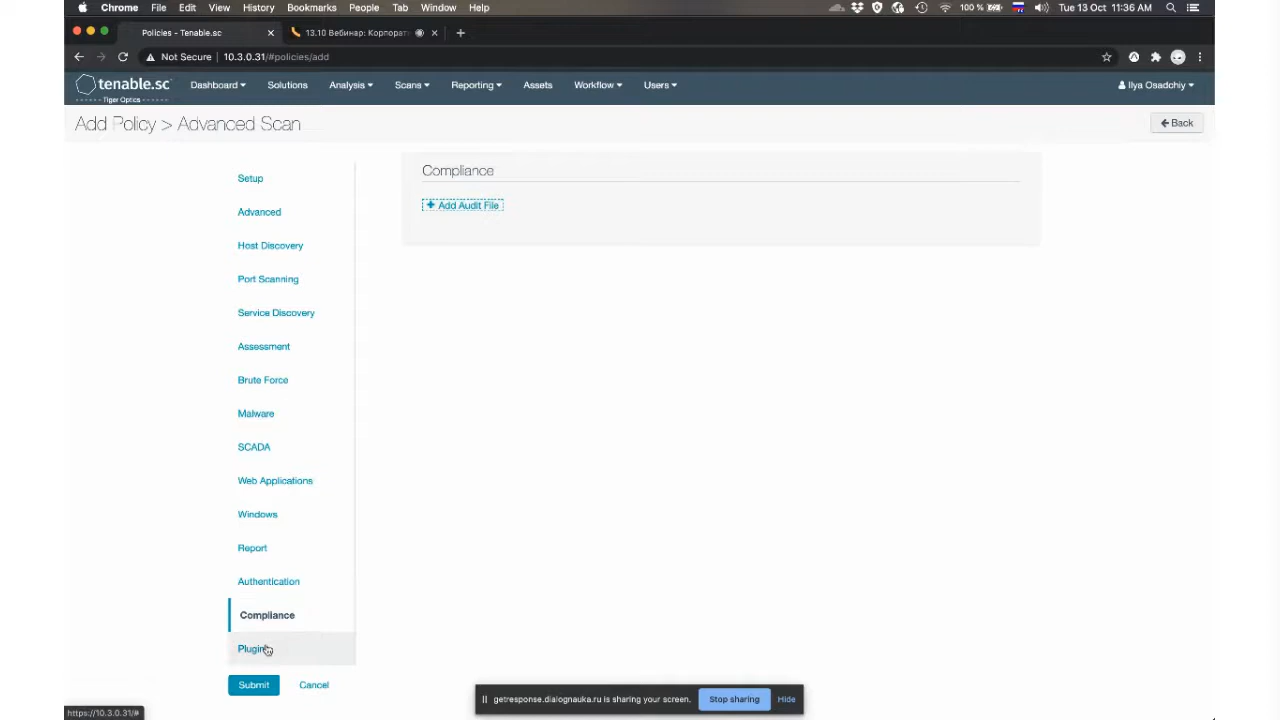 Chrome File Edit View History Bookmarks People Tab Window Help 100 % Tue 13 Oct 11:36 AM
Policies - Tenable.sc 13.10 Вебинар: Корпорат
Not Secure 10.3.0.31/#policies/add
tenable.sc Dashboard Solutions Analysis Scans Reporting Assets Workflow Users Ilya Osadchiy
Tiger Optics
Add Policy > Advanced Scan Back
Setup
Compliance
Add Audit File
Advanced
Host Discovery
Port Scanning
Service Discovery
Assessment
Brute Force
Malware
SCADA
Web Applications
Windows
Report
Authentication
Compliance
Plugin
Submit Cancel
getresponse.dialognauka.ru is sharing your screen. Stop sharing Hide
https://10.3.0.31/#